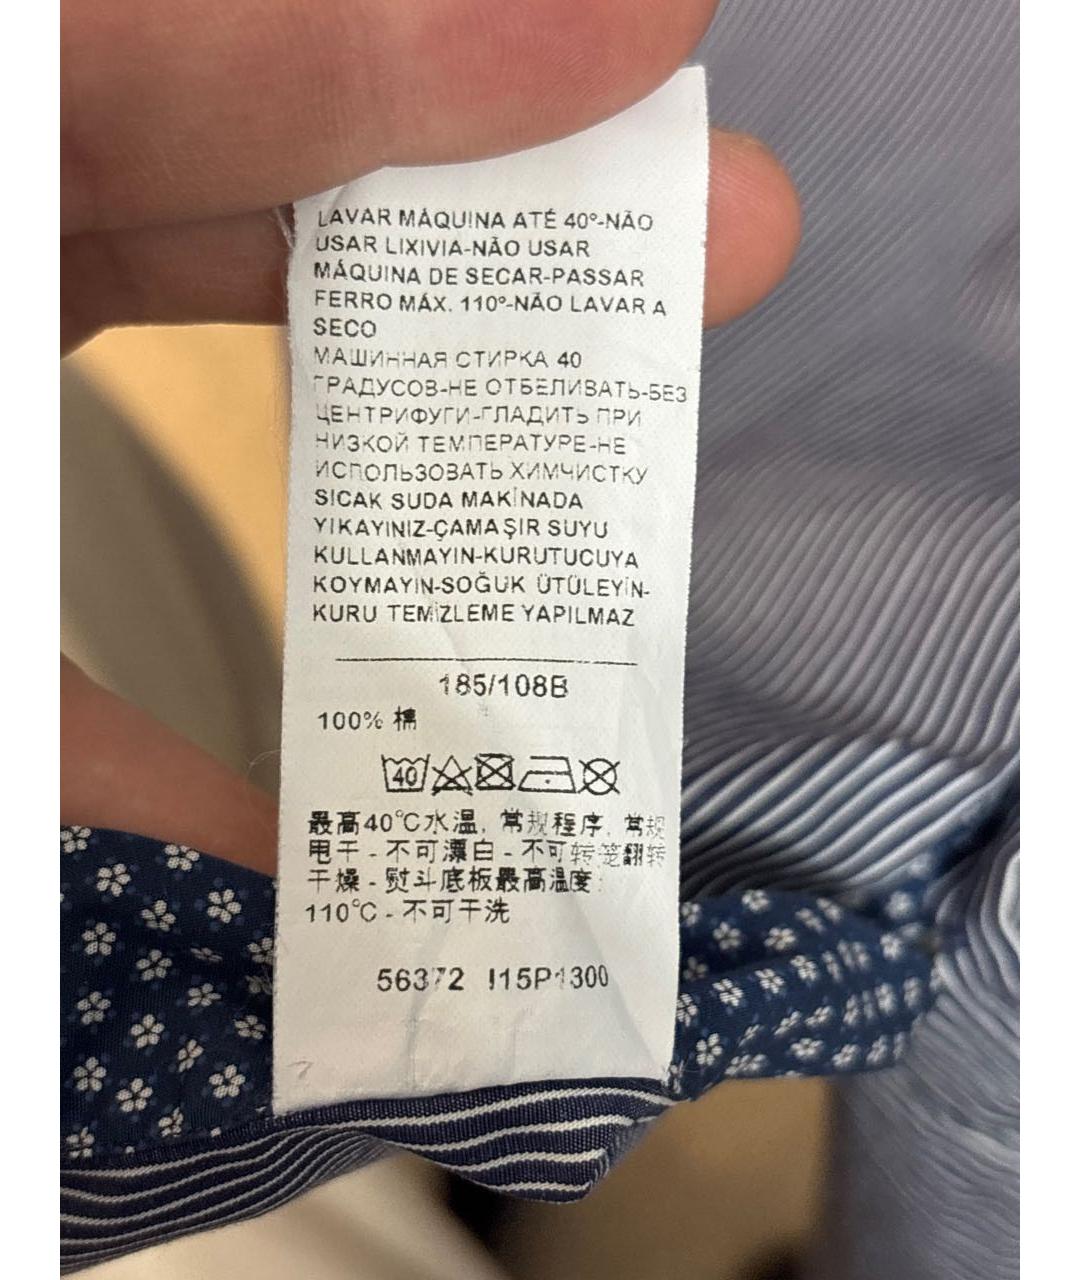 LAVAR MÁQUINA ATÉ 40º-NÃO
USAR LIXIVIA-NÃO USAR
MÁQUINA DE SECAR-PASSAR
FERRO MÁX. 110º-NÃO LAVAR A
SECO
МАШИННАЯ СТИРКА 40
ГРАДУСОВ-НЕ ОТБЕЛИВАТЬ-БЕЗ
ЦЕНТРИФУГИ-ГЛАДИТЬ ПРИ
НИЗКОЙ ТЕМПЕРАТУРЕ-НЕ
ИСПОЛЬЗОВАТЬ ХИМЧИСТКУ
SICAK SUDA MAKİNADA
YIKAYINIZ-ÇAMAŞIR SUYU
KULLANMAYIN-KURUTUCUYA
KOYMAYIN-SOĞUK ÜTÜLEYİN-
KURU TEMİZLEME YAPILMAZ
185/108B
100% 棉
40
最高40℃水温, 常规程序, 常规
甩干 - 不可漂白 - 不可转笼翻转
干燥 - 熨斗底板最高温度:
110℃ - 不可干洗
56372 I15P1300